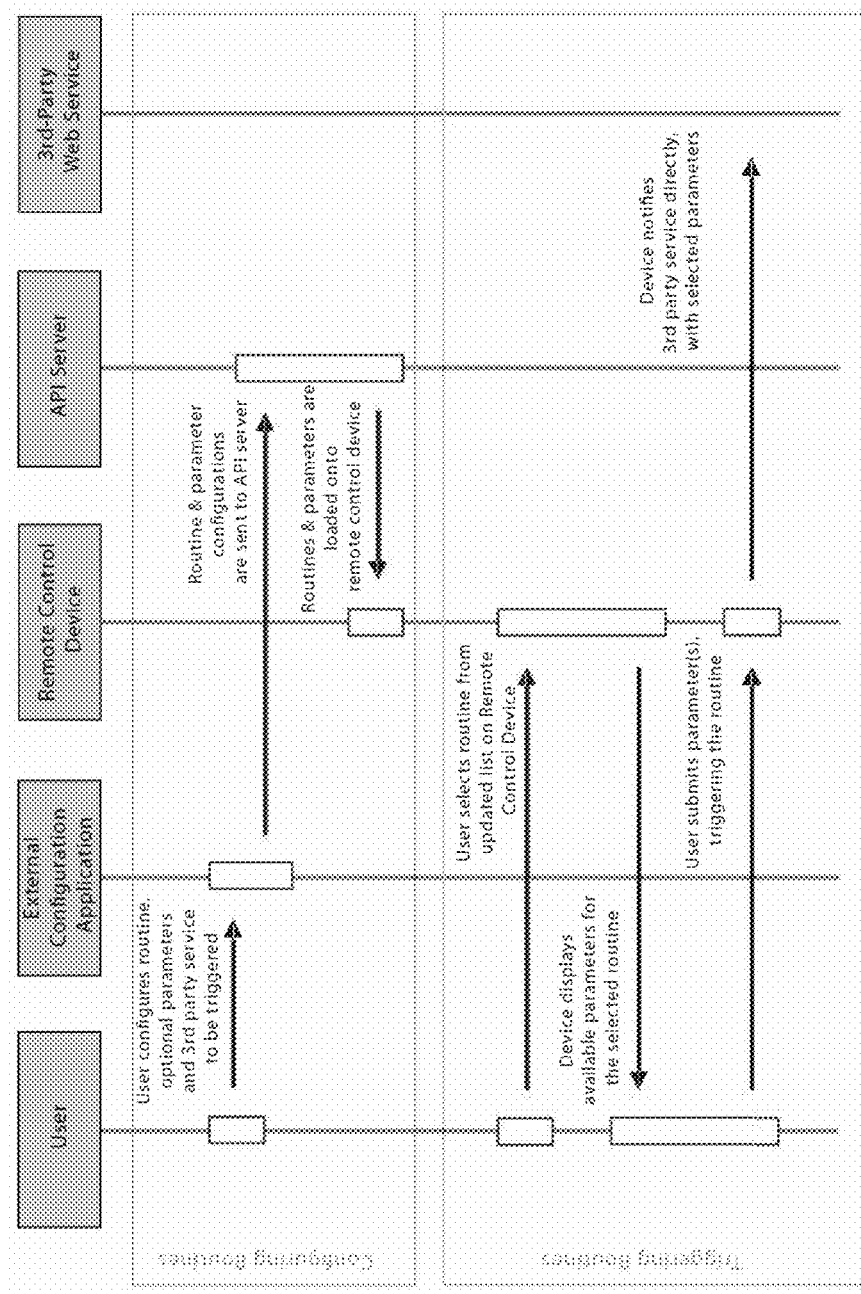 User
External
Configuration
Application
Remote Control
Device
API Server
3rd-Party
Web Service
Configuring Routines
User configures routine,
optional parameters
and 3rd party service
to be triggered
Routine & parameter
configurations
are sent to API server
Routines & parameters are
loaded onto
remote control device
Triggering Routines
User selects routine from
updated list on Remote
Control Device
Device displays
available parameters for
the selected routine
User submits parameter(s),
triggering the routine
Device notifies
3rd party service directly,
with selected parameters